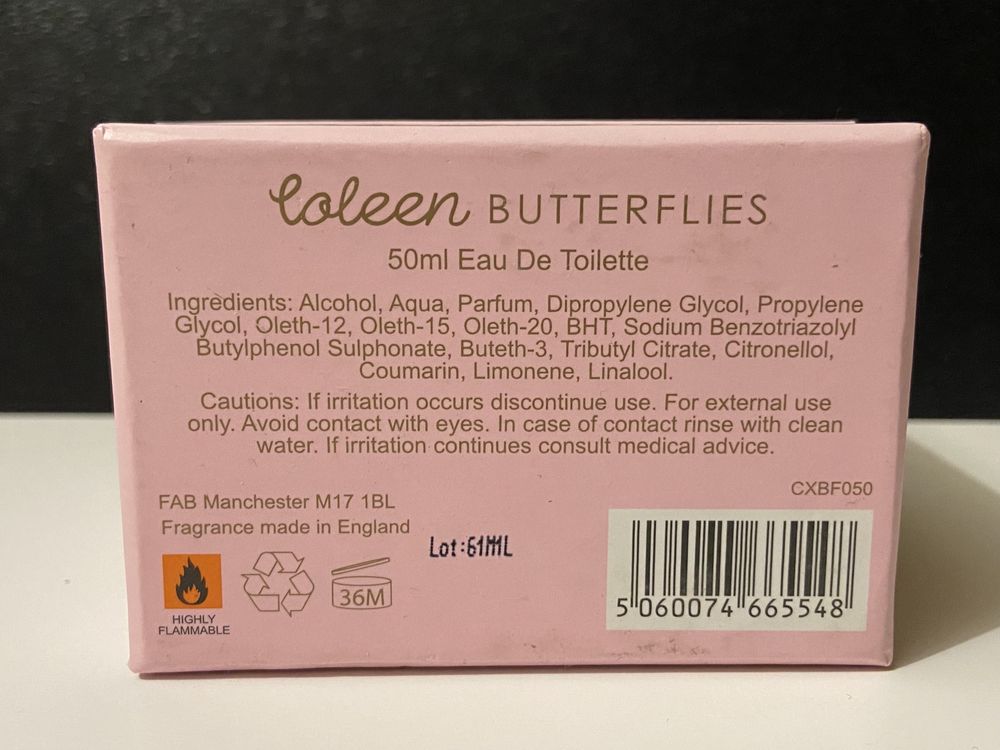 Coleen BUTTERFLIES
50ml Eau De Toilette
Ingredients: Alcohol, Aqua, Parfum, Dipropylene Glycol, Propylene
Glycol, Oleth-12, Oleth-15, Oleth-20, BHT, Sodium Benzotriazolyl
Butylphenol Sulphonate, Buteth-3, Tributyl Citrate, Citronellol,
Coumarin, Limonene, Linalool.
Cautions: If irritation occurs discontinue use. For external use
only. Avoid contact with eyes. In case of contact rinse with clean
water. If irritation continues consult medical advice.
CXBF050
FAB Manchester M17 1BL
Fragrance made in England
Lot:61M1L
36M
HIGHLY
FLAMMABLE
5 060074 665548